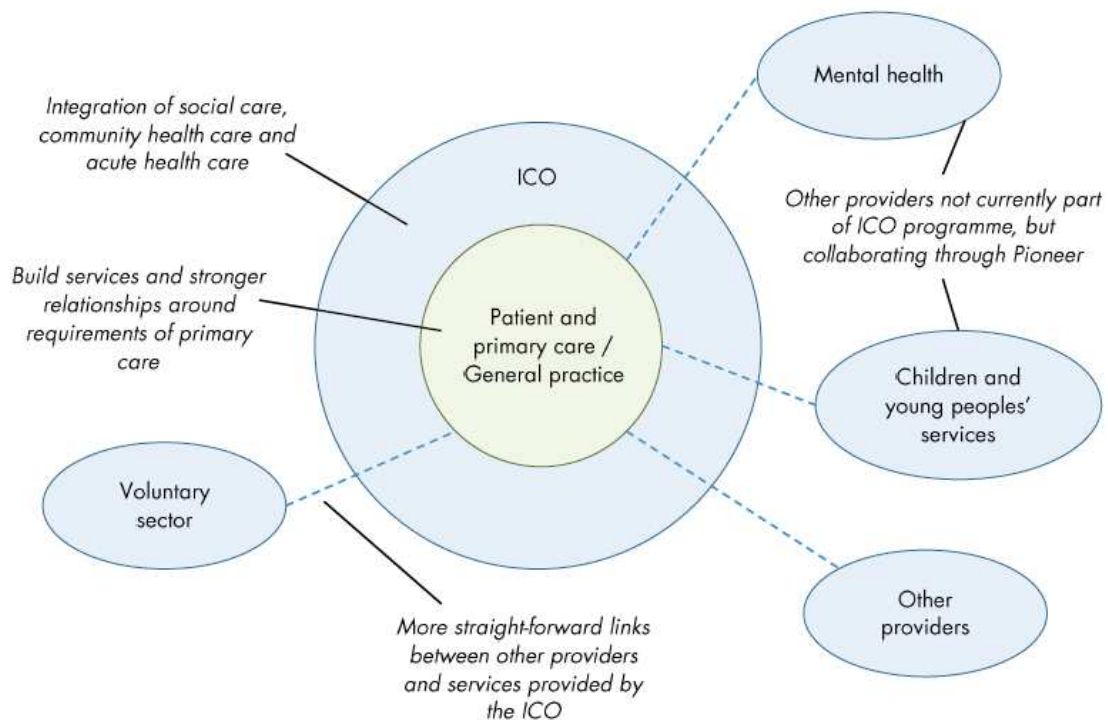 Mental health
Integration of social care,
community health care and
acute health care
ICO
Other providers not currently part
of ICO programme, but
collaborating through Pioneer
Build services and stronger
relationships around
requirements of primary
care
Patient and
primary care /
General practice
Children and
young peoples’
services
Voluntary
sector
Other
providers
More straight-forward links
between other providers
and services provided by
the ICO